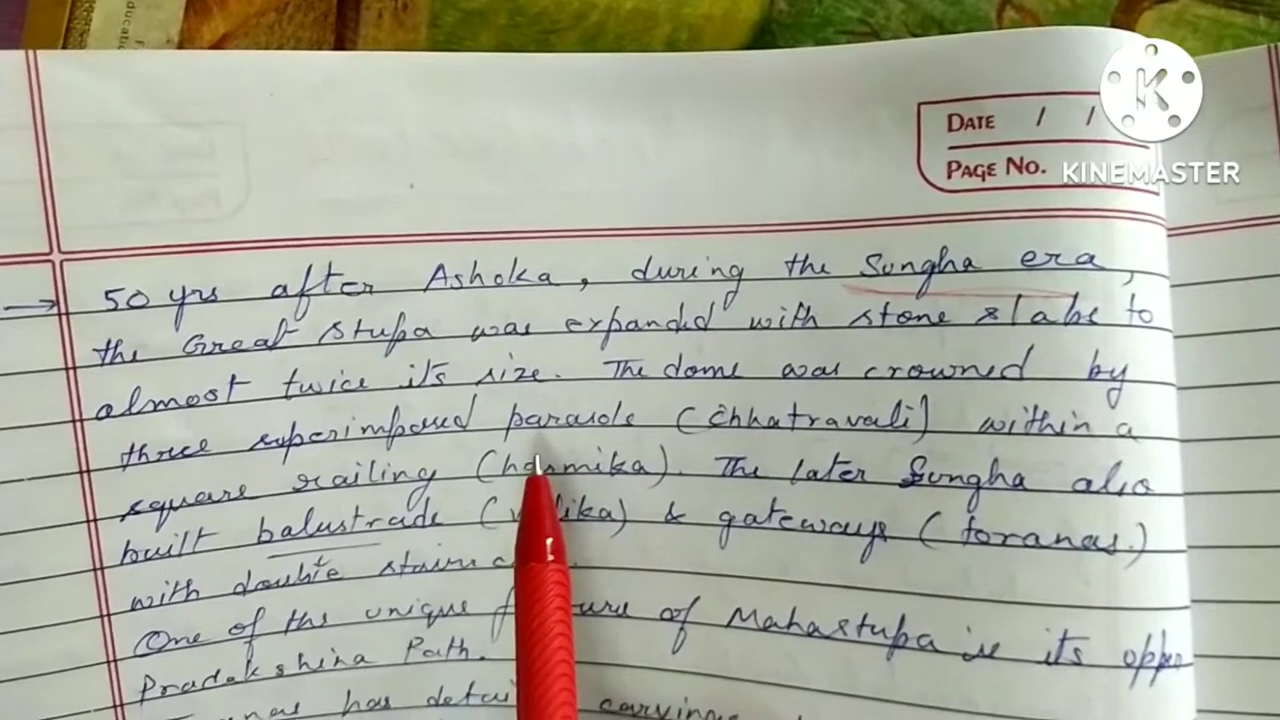 DATE / /
PAGE NO.
KINEMASTER
→ 50 yrs after Ashoka, during the Sungha era,
the Great Stupa was expanded with stone slabs to
almost twice its size. The dome was crowned by
three superimposed parasols (Chhatravali) within a
square railing (harmika). The later Sungha also
built balustrade ( & gateways (toranas.)
with double
One of the unique of Mahastupa is its upper
Pradakshina Path.
has carvings